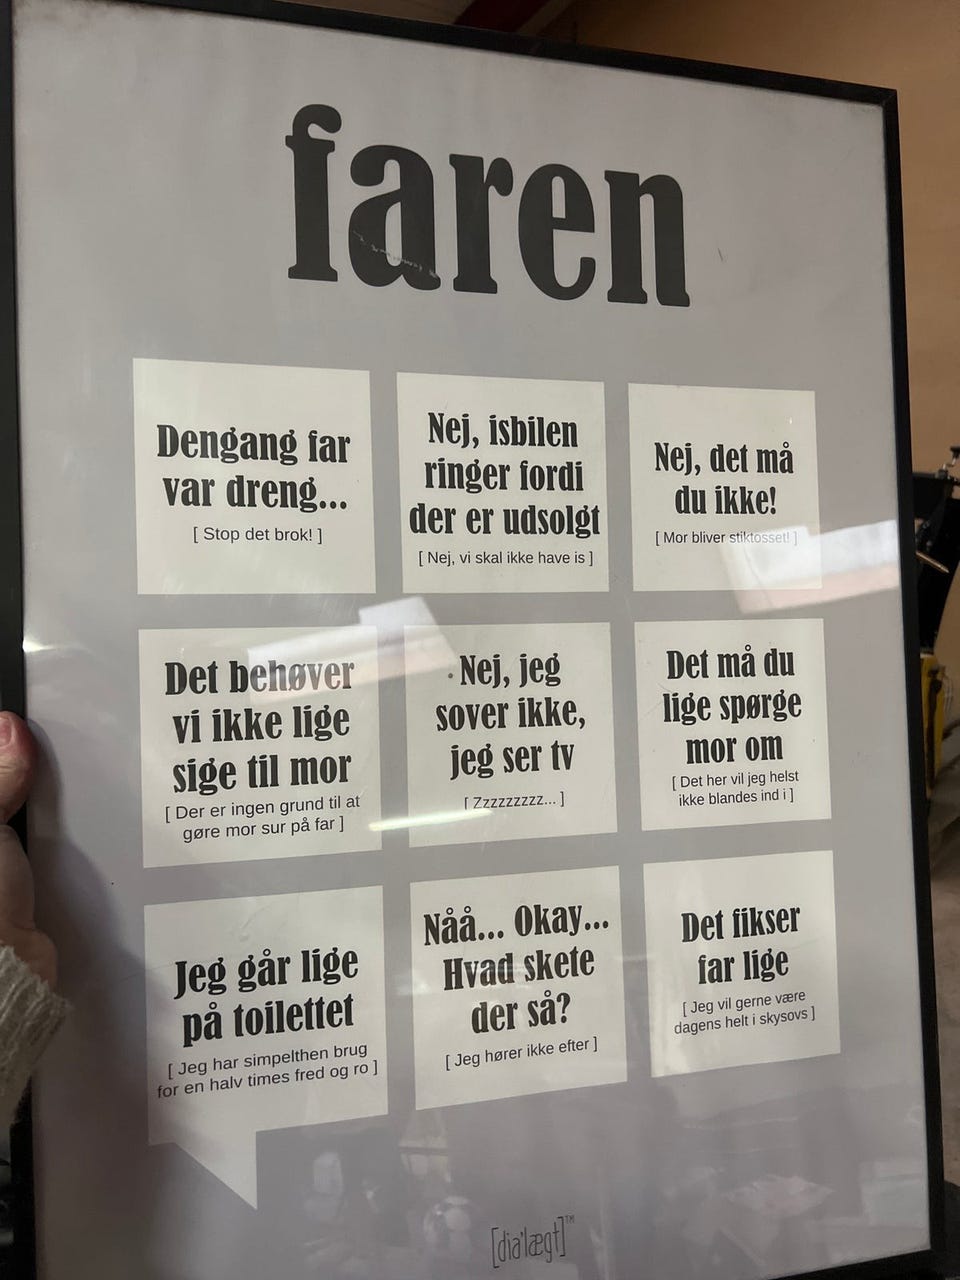 faren
Dengang far
var dreng...
[ Stop det brok! ]
Nej, isbilen
ringer fordi
der er udsolgt
[ Nej, vi skal ikke have is ]
Nej, det må
du ikke!
[ Mor bliver stiktosset! ]
Det behøver
vi ikke lige
sige til mor
[ Der er ingen grund til at
gøre mor sur på far ]
Nej, jeg
sover ikke,
jeg ser tv
[ Zzzzzzzzz... ]
Det må du
lige spørge
mor om
[ Det her vil jeg helst
ikke blandes ind i ]
Jeg går lige
på toilettet
[ Jeg har simpelthen brug
for en halv times fred og ro ]
Nåå... Okay...
Hvad skete
der så?
[ Jeg hører ikke efter ]
Det fikser
far lige
[ Jeg vil gerne være
dagens helt i skysovs ]
[dia'lægt]™